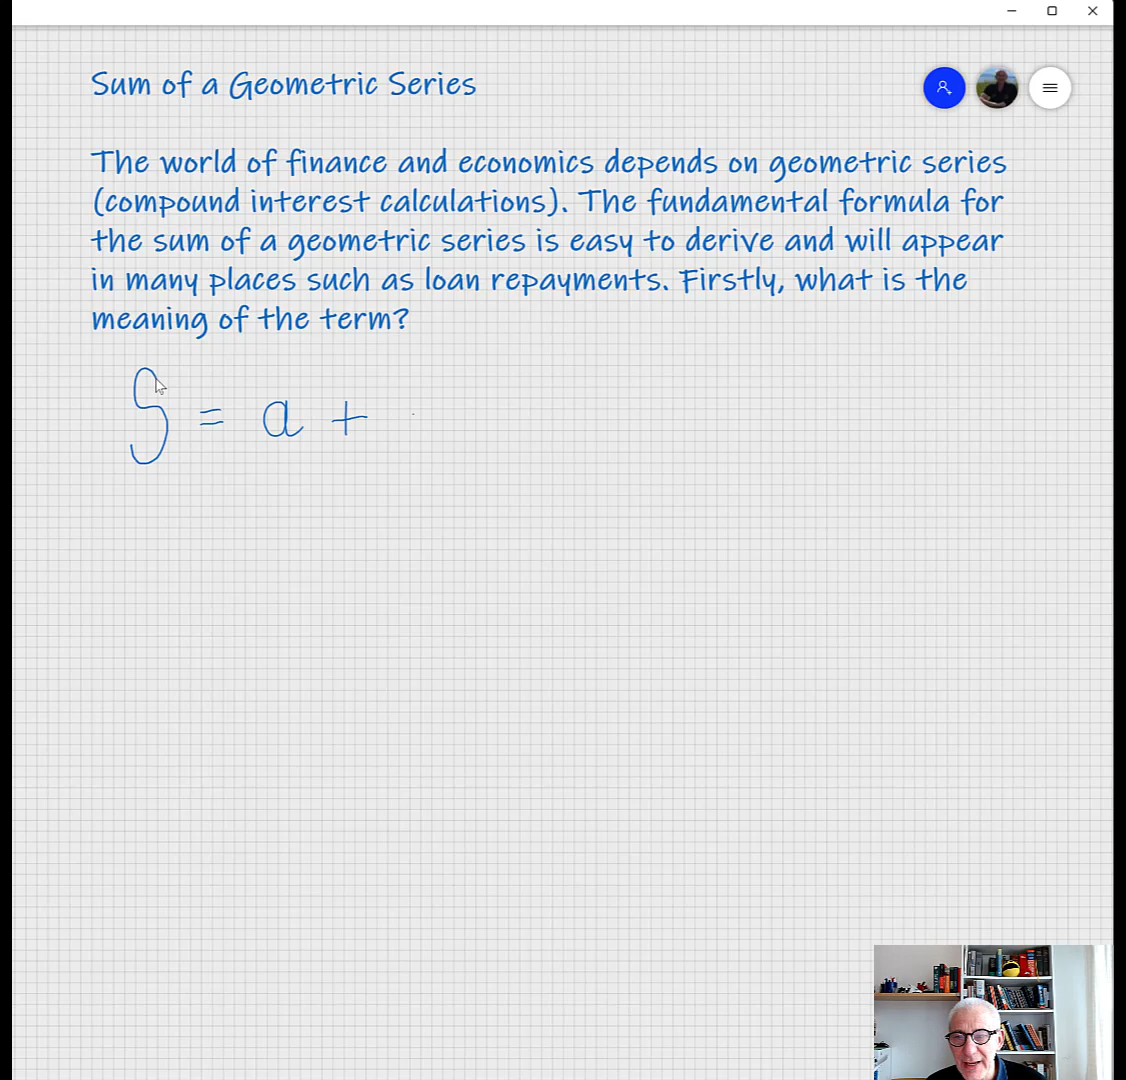 Sum of a Geometric Series
The world of finance and economics depends on geometric series
(compound interest calculations). The fundamental formula for
the sum of a geometric series is easy to derive and will appear
in many places such as loan repayments. Firstly, what is the
meaning of the term?
S = a +